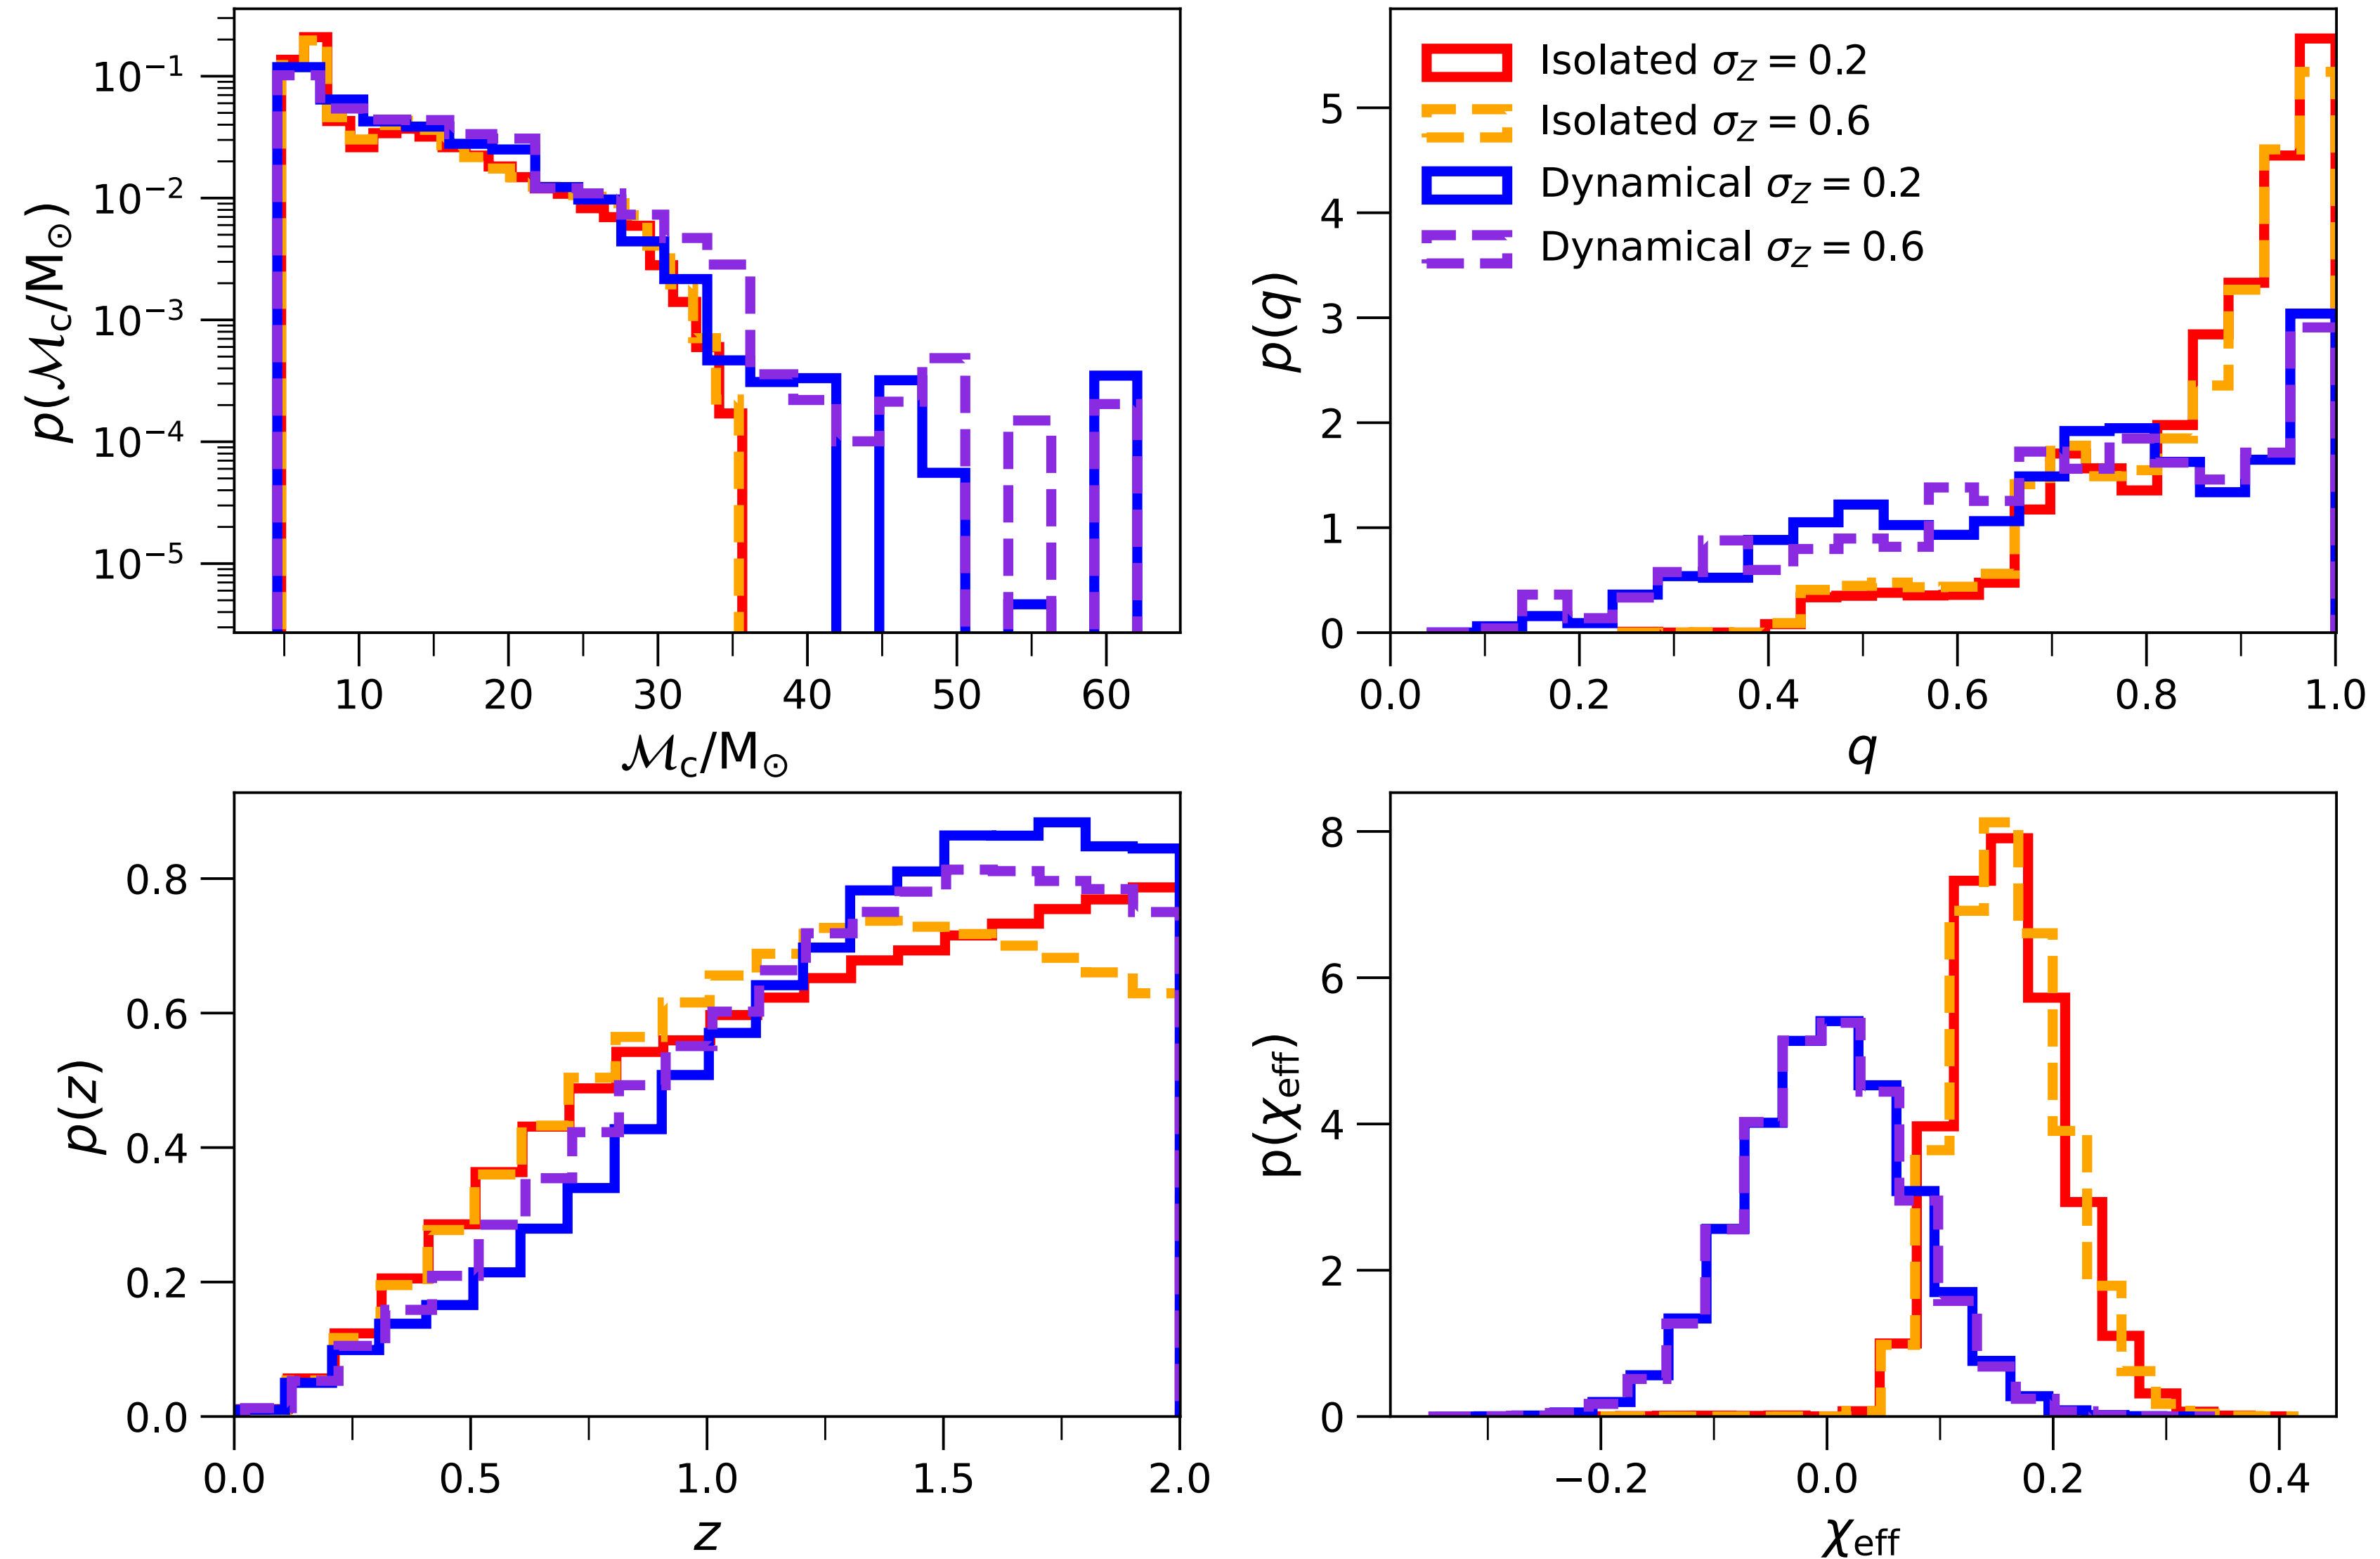 p(ℳc/M⊙)
10⁻¹
10⁻²
10⁻³
10⁻⁴
10⁻⁵
10 20 30 40 50 60
ℳc/M⊙
p(q)
5
4
3
2
1
0
Isolated σZ = 0.2
Isolated σZ = 0.6
Dynamical σZ = 0.2
Dynamical σZ = 0.6
0.0 0.2 0.4 0.6 0.8 1.0
q
p(z)
0.8
0.6
0.4
0.2
0.0
0.0 0.5 1.0 1.5 2.0
z
p(χeff)
8
6
4
2
0
−0.2 0.0 0.2 0.4
χeff